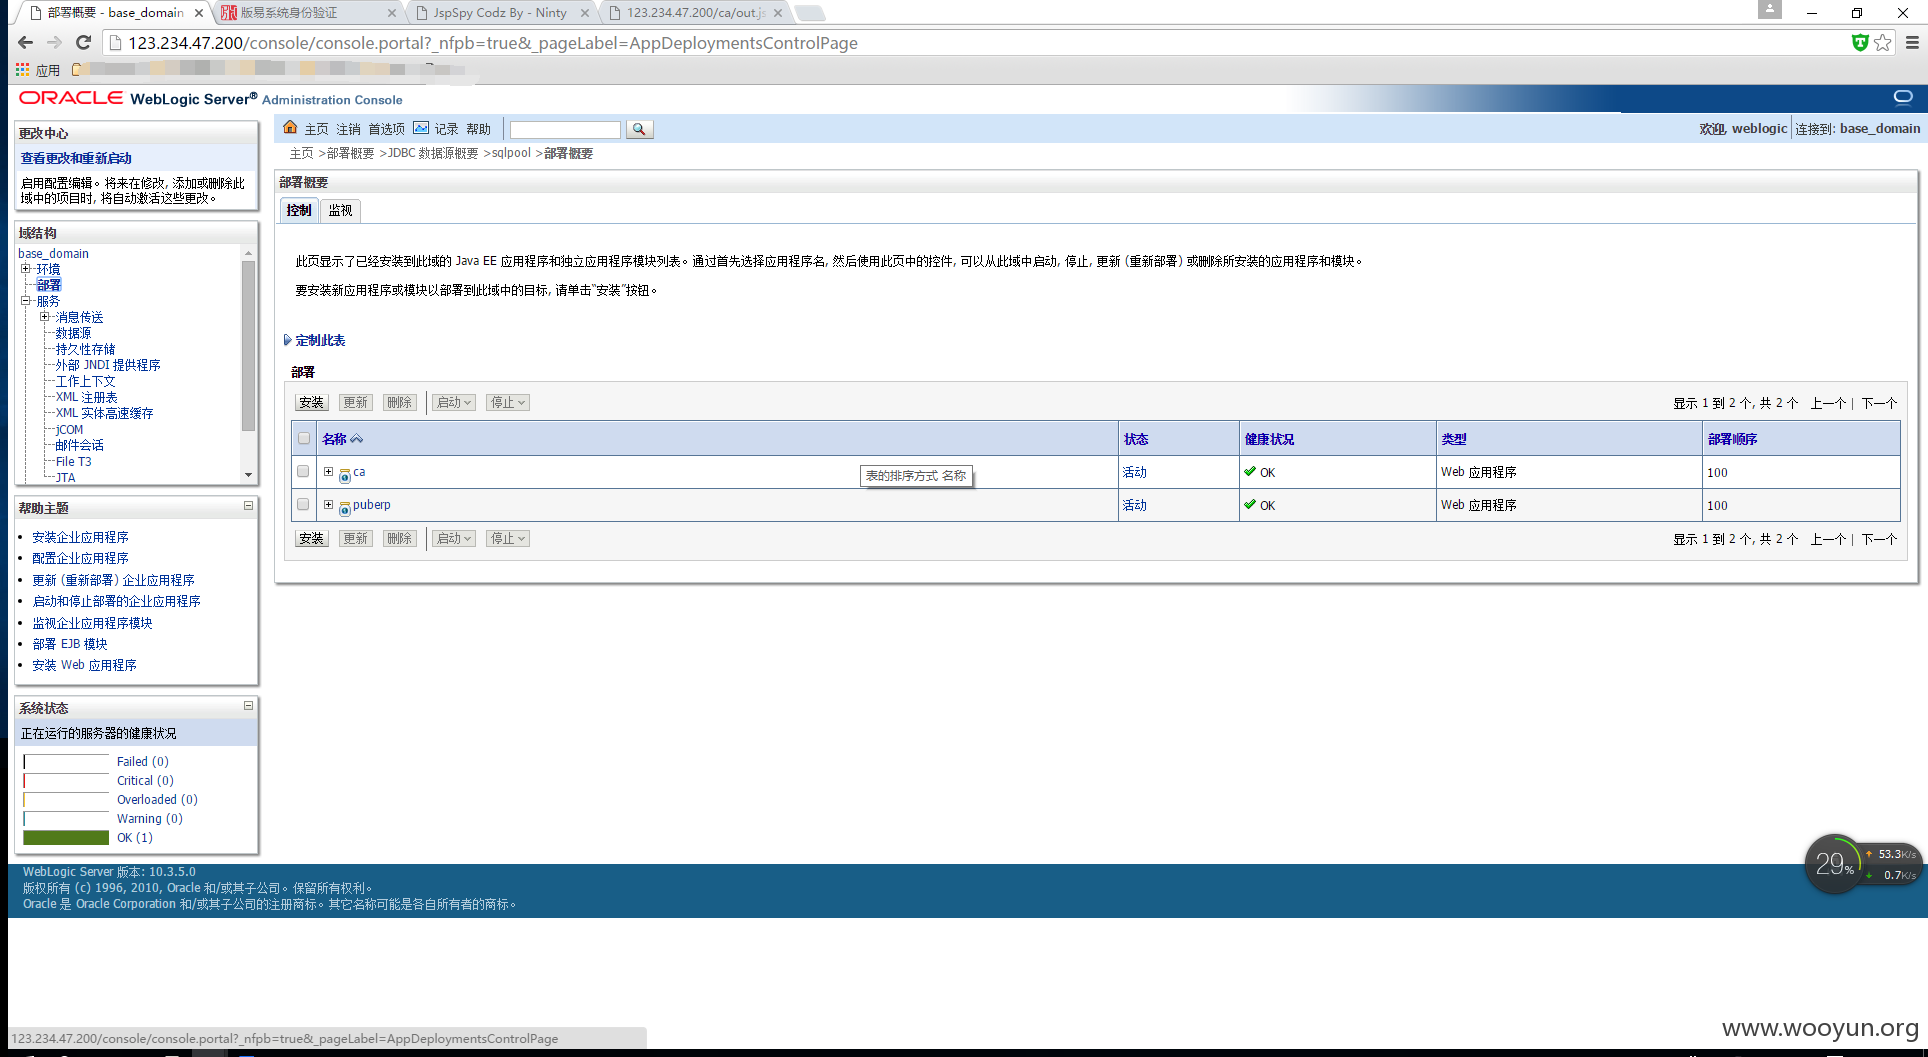 部署概要 - base_domain
版易系统身份验证
JspSpy Codz By - Ninty
123.234.47.200/ca/out.js
123.234.47.200/console/console.portal?_nfpb=true&_pageLabel=AppDeploymentsControlPage
应用
ORACLE WebLogic Server® Administration Console
更改中心
查看更改和重新启动
启用配置编辑。将来在修改, 添加或删除此
域中的项目时, 将自动激活这些更改。
域结构
base_domain
环境
部署
服务
消息传送
数据源
持久性存储
外部 JNDI 提供程序
工作上下文
XML 注册表
XML 实体高速缓存
jCOM
邮件会话
File T3
JTA
帮助主题
安装企业应用程序
配置企业应用程序
更新 (重新部署) 企业应用程序
启动和停止部署的企业应用程序
监视企业应用程序模块
部署 EJB 模块
安装 Web 应用程序
系统状态
正在运行的服务器的健康状况
Failed (0)
Critical (0)
Overloaded (0)
Warning (0)
OK (1)
主页 注销 首选项 记录 帮助
欢迎, weblogic 连接到: base_domain
主页 >部署概要 >JDBC 数据源概要 >sqlpool >部署概要
部署概要
控制 监视
此页显示了已经安装到此域的 Java EE 应用程序和独立应用程序模块列表。通过首先选择应用程序名, 然后使用此页中的控件, 可以从此域中启动, 停止, 更新 (重新部署) 或删除所安装的应用程序和模块。
要安装新应用程序或模块以部署到此域中的目标, 请单击“安装”按钮。
定制此表
部署
安装 更新 删除 启动 停止
显示 1 到 2 个, 共 2 个 上一个 | 下一个
名称 状态 健康状况 类型 部署顺序
ca 活动 OK Web 应用程序 100
表的排序方式 名称
puberp 活动 OK Web 应用程序 100
安装 更新 删除 启动 停止
显示 1 到 2 个, 共 2 个 上一个 | 下一个
29%
53.3K/s
0.7K/s
WebLogic Server 版本: 10.3.5.0
版权所有 (c) 1996, 2010, Oracle 和/或其子公司。保留所有权利。
Oracle 是 Oracle Corporation 和/或其子公司的注册商标。其它名称可能是各自所有者的商标。
123.234.47.200/console/console.portal?_nfpb=true&_pageLabel=AppDeploymentsControlPage
www.wooyun.org